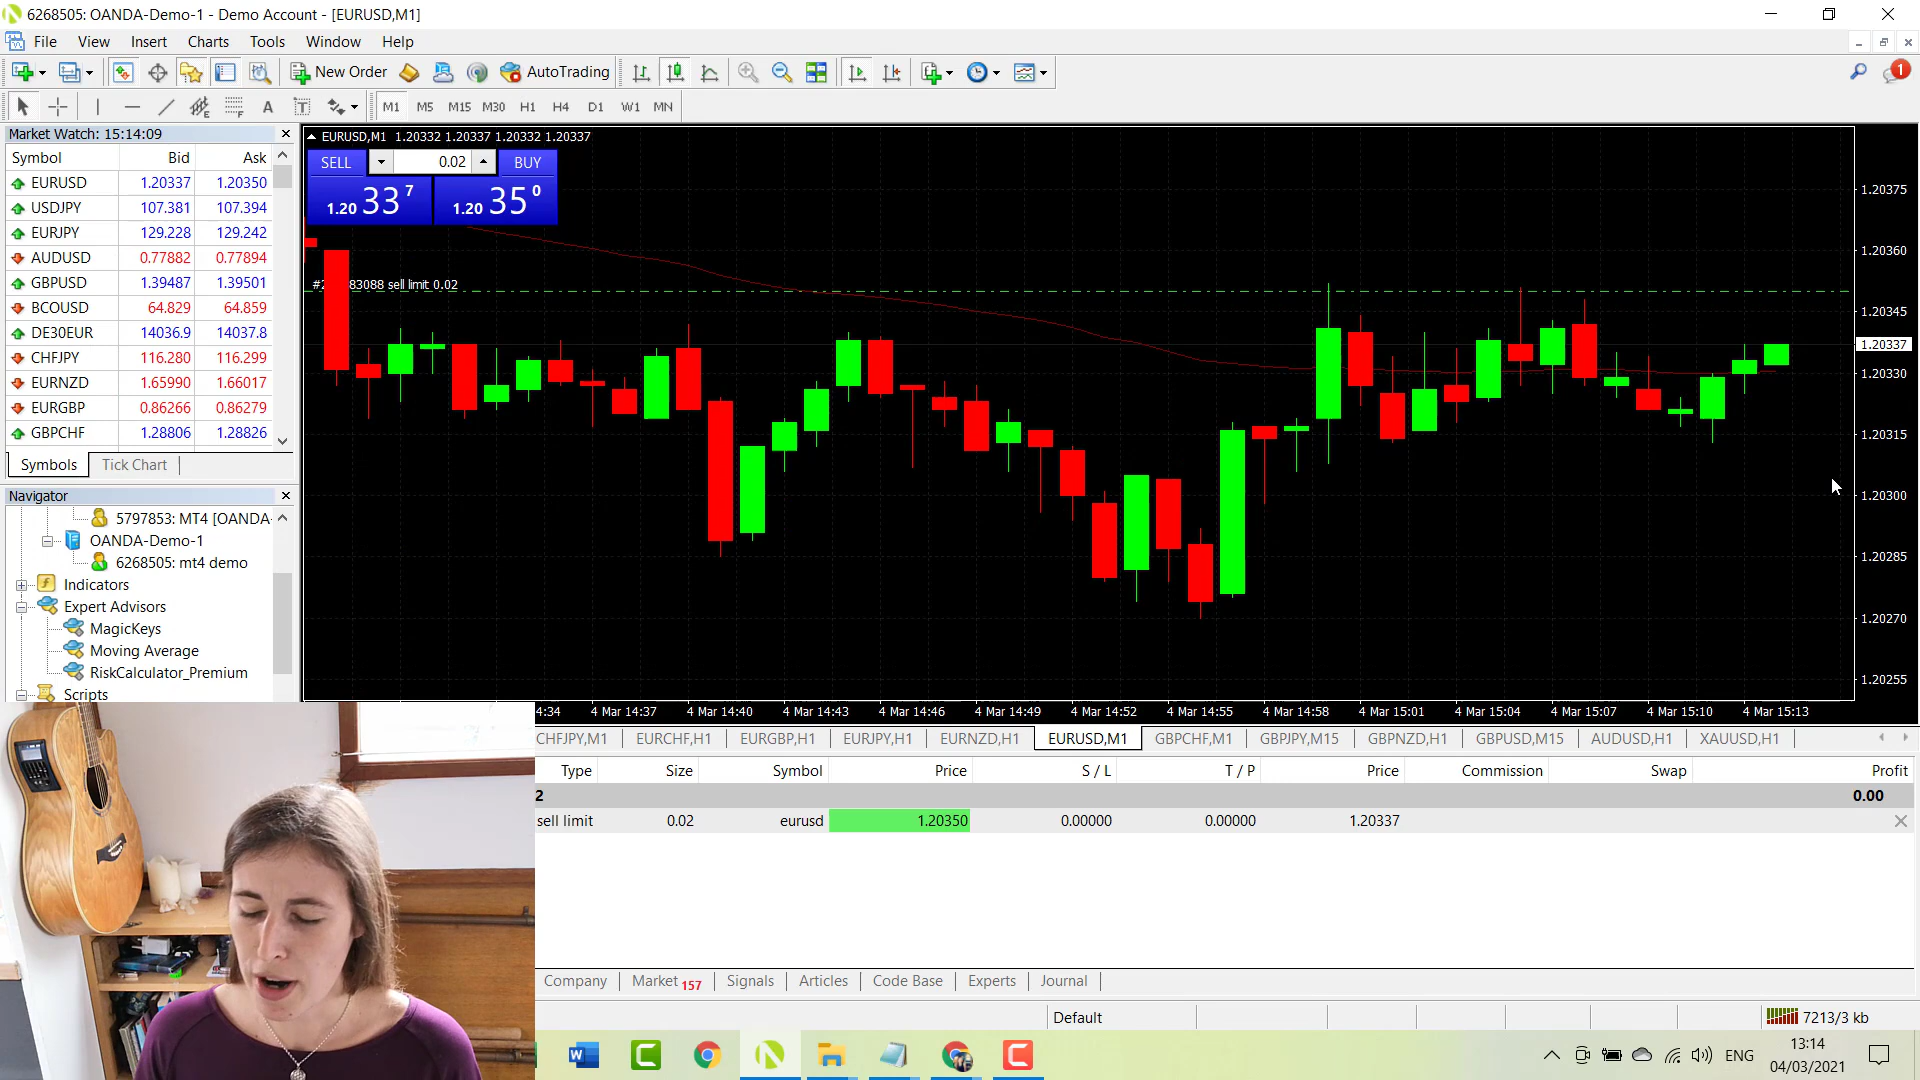 6268505: OANDA-Demo-1 - Demo Account - [EURUSD,M1]
File View Insert Charts Tools Window Help
New Order AutoTrading 1
A T M1 M5 M15 M30 H1 H4 D1 W1 MN
Market Watch: 15:14:09
Symbol Bid Ask
EURUSD 1.20337 1.20350
USDJPY 107.381 107.394
EURJPY 129.228 129.242
AUDUSD 0.77882 0.77894
GBPUSD 1.39487 1.39501
BCOUSD 64.829 64.859
DE30EUR 14036.9 14037.8
CHFJPY 116.280 116.299
EURNZD 1.65990 1.66017
EURGBP 0.86266 0.86279
GBPCHF 1.28806 1.28826
Symbols Tick Chart
Navigator
5797853: MT4 [OANDA-
OANDA-Demo-1
6268505: mt4 demo
Indicators
Expert Advisors
MagicKeys
Moving Average
RiskCalculator_Premium
Scripts
EURUSD,M1 1.20332 1.20337 1.20332 1.20337
SELL 0.02 BUY
1.20 33 7 1.20 35 0
83088 sell limit 0.02
1.20375
1.20360
1.20345
1.20337
1.20330
1.20315
1.20300
1.20285
1.20270
1.20255
4:34 4 Mar 14:37 4 Mar 14:40 4 Mar 14:43 4 Mar 14:46 4 Mar 14:49 4 Mar 14:52 4 Mar 14:55 4 Mar 14:58 4 Mar 15:01 4 Mar 15:04 4 Mar 15:07 4 Mar 15:10 4 Mar 15:13
CHFJPY,M1 EURCHF,H1 EURGBP,H1 EURJPY,H1 EURNZD,H1 EURUSD,M1 GBPCHF,M1 GBPJPY,M15 GBPNZD,H1 GBPUSD,M15 AUDUSD,H1 XAUUSD,H1
Type Size Symbol Price S / L T / P Price Commission Swap Profit
2 0.00
sell limit 0.02 eurusd 1.20350 0.00000 0.00000 1.20337
Company Market 157 Signals Articles Code Base Experts Journal
Default 7213/3 kb
ENG
13:14
04/03/2021